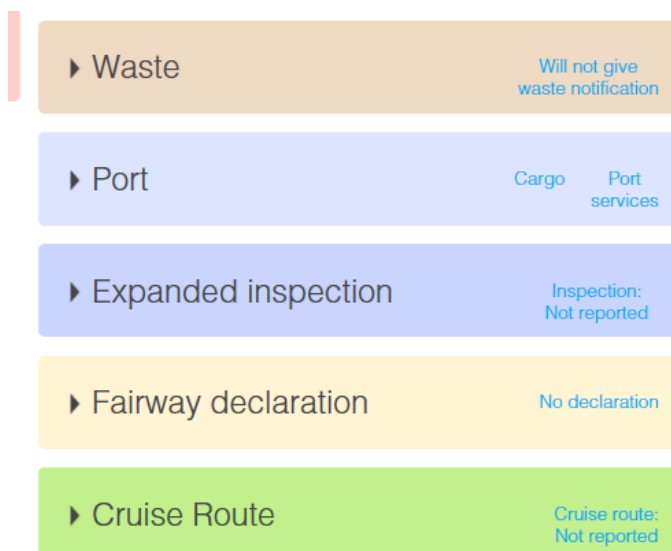 Waste
Will not give
waste notification
Port
Cargo
Port
services
Expanded inspection
Inspection:
Not reported
Fairway declaration
No declaration
Cruise Route
Cruise route:
Not reported